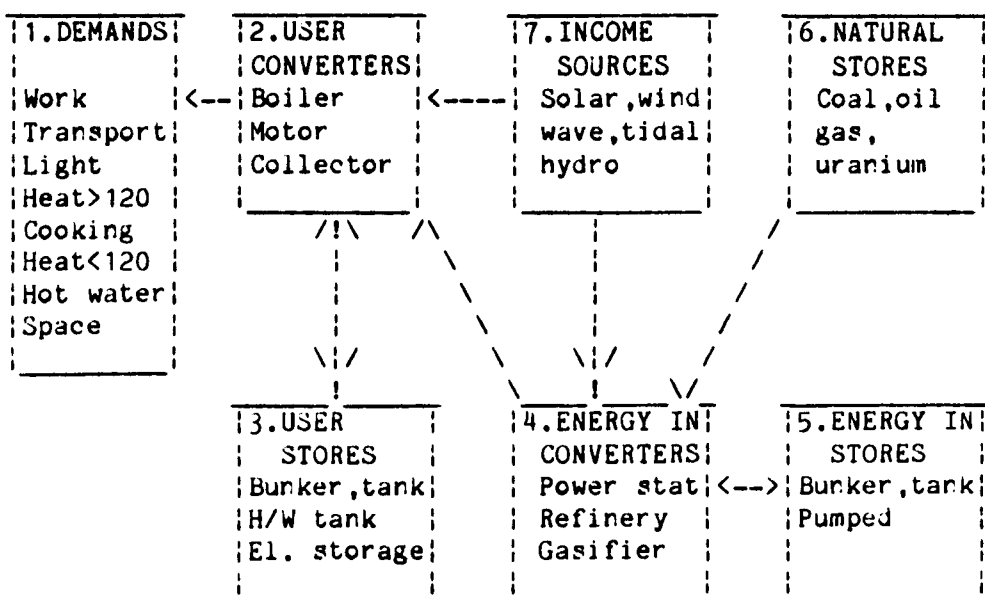 1.DEMANDS
Work
Transport
Light
Heat>120
Cooking
Heat<120
Hot water
Space
2.USER
CONVERTERS
Boiler
Motor
Collector
7.INCOME
SOURCES
Solar,wind
wave,tidal
hydro
6.NATURAL
STORES
Coal,oil
gas,
uranium
3.USER
STORES
Bunker,tank
H/W tank
El. storage
4.ENERGY IN
CONVERTERS
Power stat
Refinery
Gasifier
5.ENERGY IN
STORES
Bunker,tank
Pumped